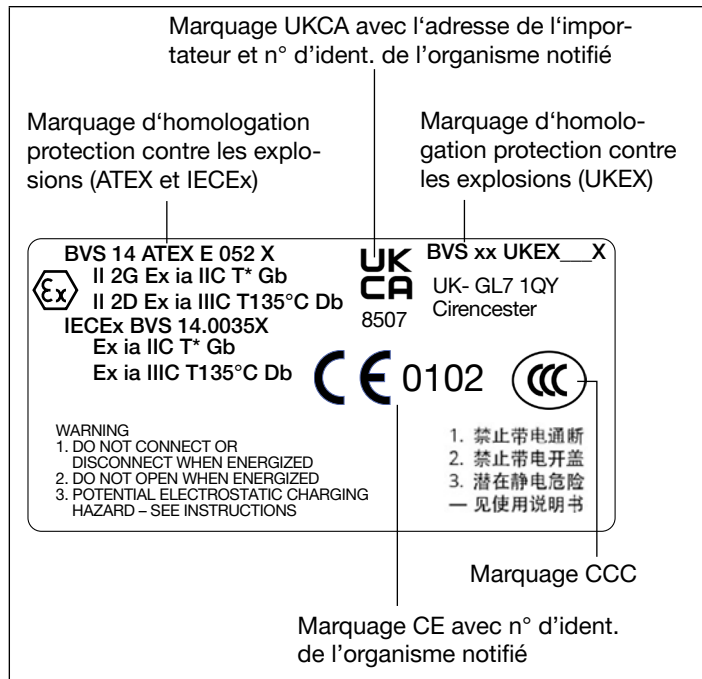 Marquage UKCA avec l‘adresse de l‘impor-
tateur et n° d’ident. de l’organisme notifié
Marquage d‘homologation
protection contre les explo-
sions (ATEX et IECEx)
Marquage d‘homolo-
gation protection contre
les explosions (UKEX)
BVS 14 ATEX E 052 X
II 2G Ex ia IIC T* Gb
II 2D Ex ia IIIC T135°C Db
IECEx BVS 14.0035X
Ex ia IIC T* Gb
Ex ia IIIC T135°C Db
Ex
UK
CA
8507
BVS xx UKEX___X
UK- GL7 1QY
Cirencester
CE 0102
CCC
WARNING
1. DO NOT CONNECT OR
DISCONNECT WHEN ENERGIZED
2. DO NOT OPEN WHEN ENERGIZED
3. POTENTIAL ELECTROSTATIC CHARGING
HAZARD – SEE INSTRUCTIONS
1. 禁止带电通断
2. 禁止带电开盖
3. 潜在静电危险
— 见使用说明书
Marquage CCC
Marquage CE avec n° d’ident.
de l’organisme notifié